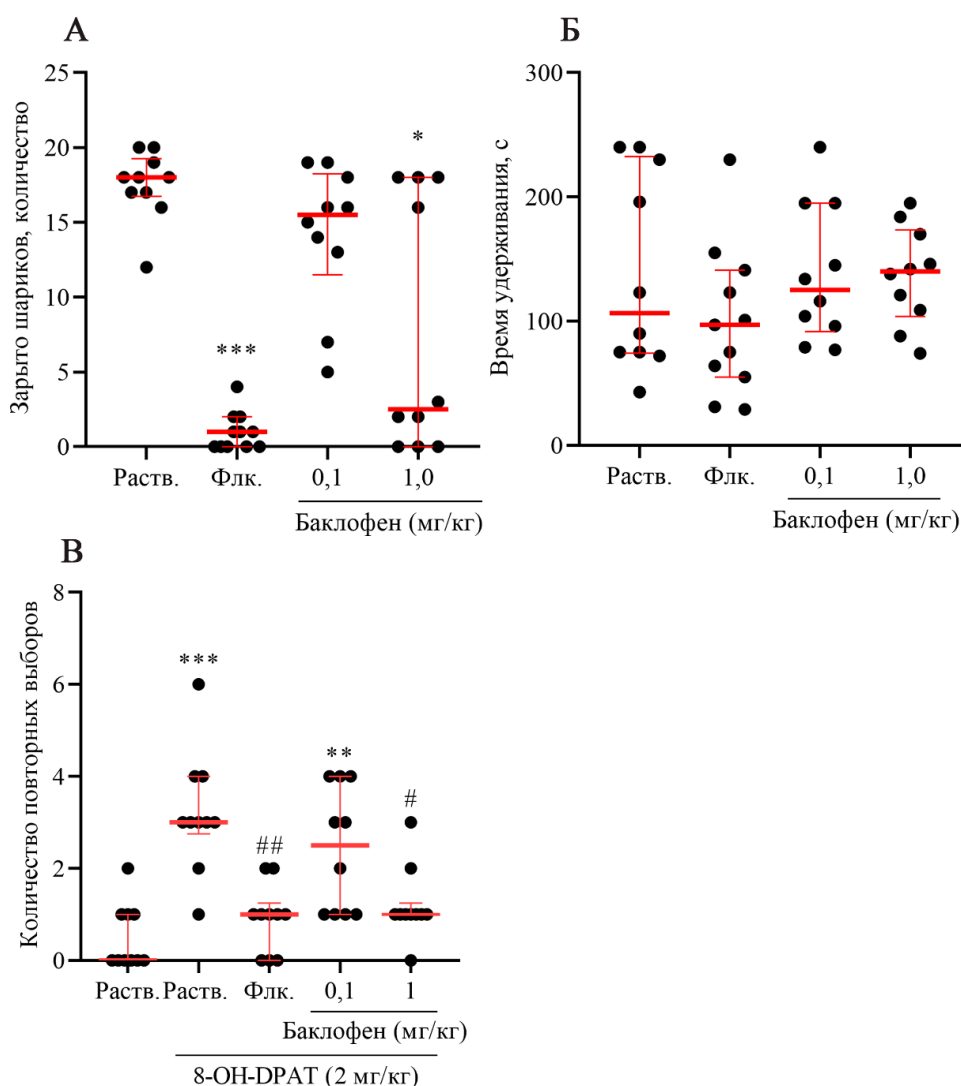 А
Зарыто шариков, количество
25
20
15
10
5
0
***
*
Раств. Флк. 0,1 1,0
Баклофен (мг/кг)
Б
Время удерживания, с
300
200
100
0
Раств. Флк. 0,1 1,0
Баклофен (мг/кг)
В
Количество повторных выборов
8
6
4
2
0
***
##
**
#
Раств. Раств. Флк. 0,1 1
Баклофен (мг/кг)
8-OH-DPAT (2 мг/кг)